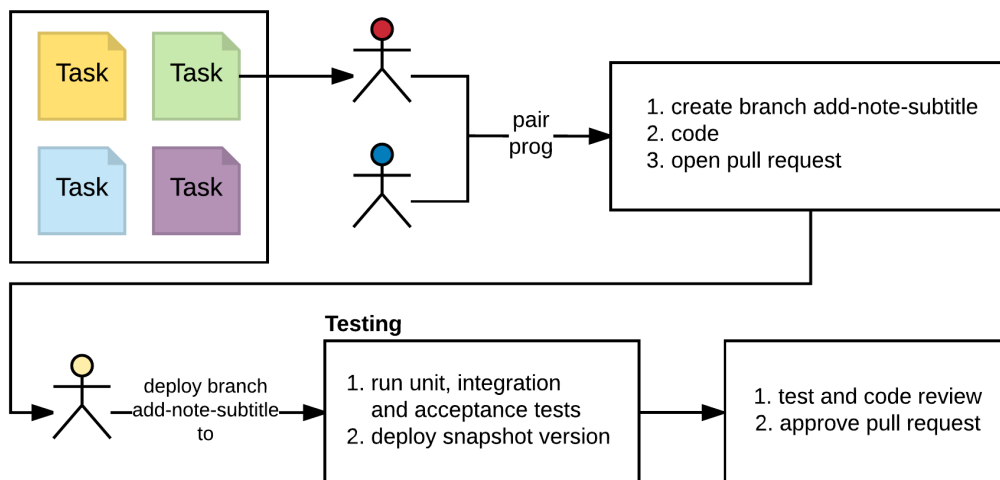 Task
Task
Task
Task
pair
prog
1. create branch add-note-subtitle
2. code
3. open pull request
deploy branch
add-note-subtitle
to
Testing
1. run unit, integration
and acceptance tests
2. deploy snapshot version
1. test and code review
2. approve pull request